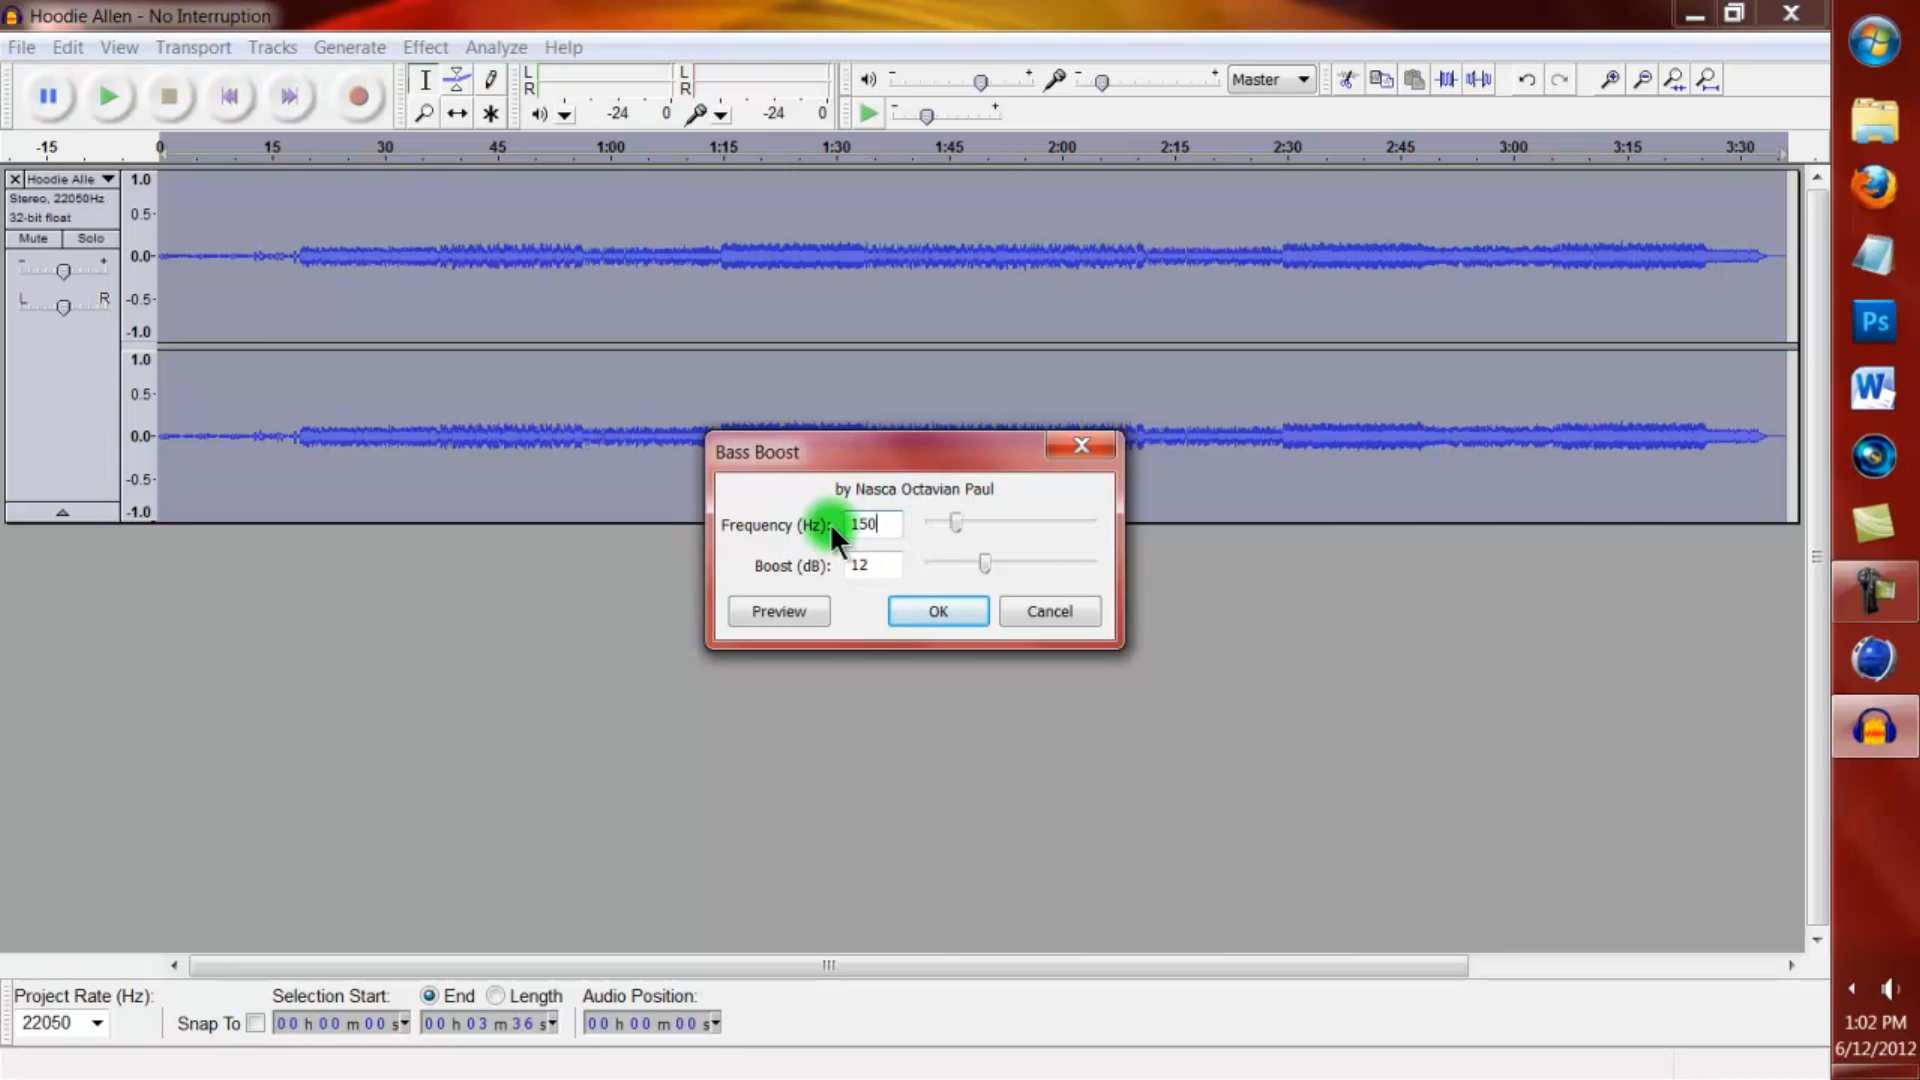 Hoodie Allen - No Interruption
File Edit View Transport Tracks Generate Effect Analyze Help
L
R
L
R
-24 0 -24 0
- + - +
Master
- +
-15 0 15 30 45 1:00 1:15 1:30 1:45 2:00 2:15 2:30 2:45 3:00 3:15 3:30
Hoodie Alle
Stereo, 22050Hz
32-bit float
Mute Solo
- +
L R
1.0
0.5
0.0
-0.5
-1.0
1.0
0.5
0.0
-0.5
-1.0
Bass Boost
by Nasca Octavian Paul
Frequency (Hz): 150
Boost (dB): 12
Preview OK Cancel
Project Rate (Hz):
22050
Snap To
Selection Start:
End Length
Audio Position:
00 h 00 m 00 s
00 h 03 m 36 s
00 h 00 m 00 s
Ps
W
1:02 PM
6/12/2012